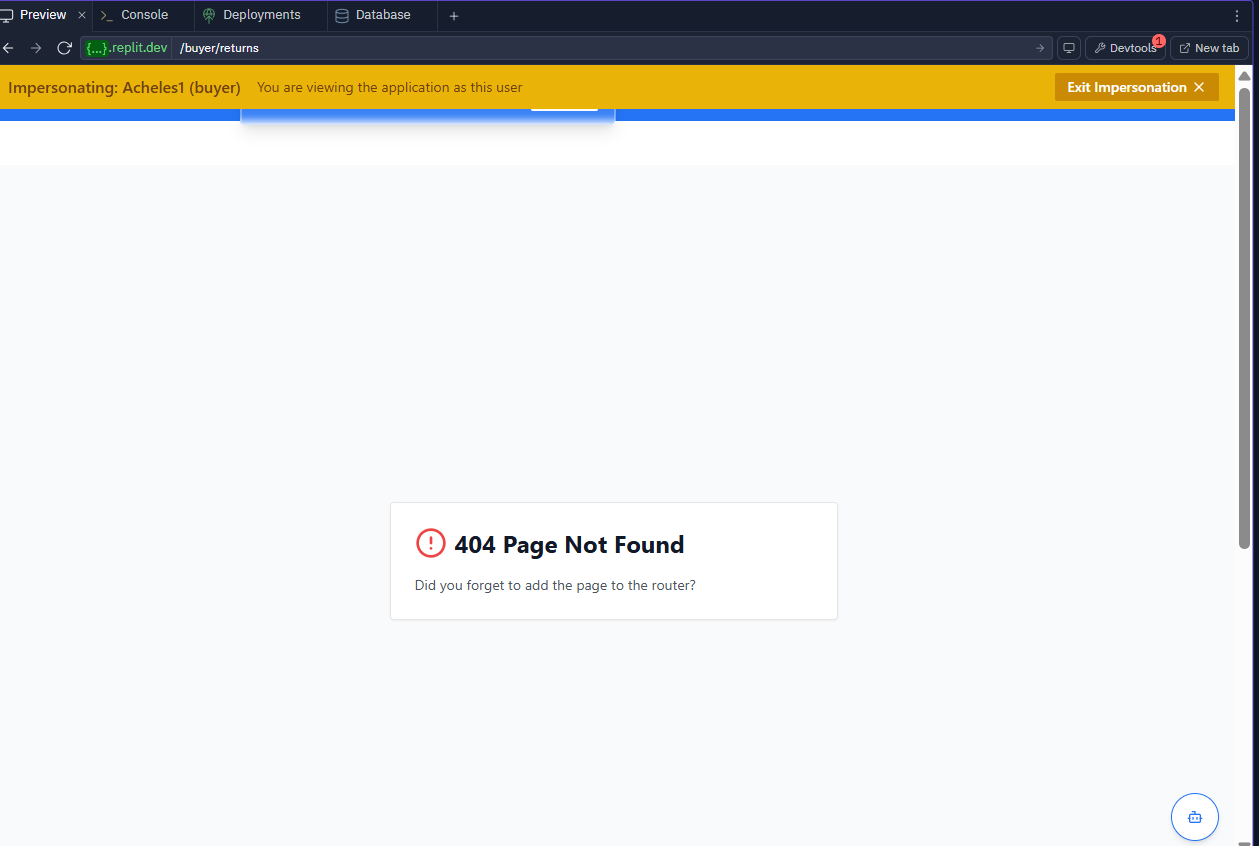 Preview
Console
Deployments
Database
{...}.replit.dev /buyer/returns
Devtools
1
New tab
Impersonating: Acheles1 (buyer) You are viewing the application as this user
Exit Impersonation
404 Page Not Found
Did you forget to add the page to the router?